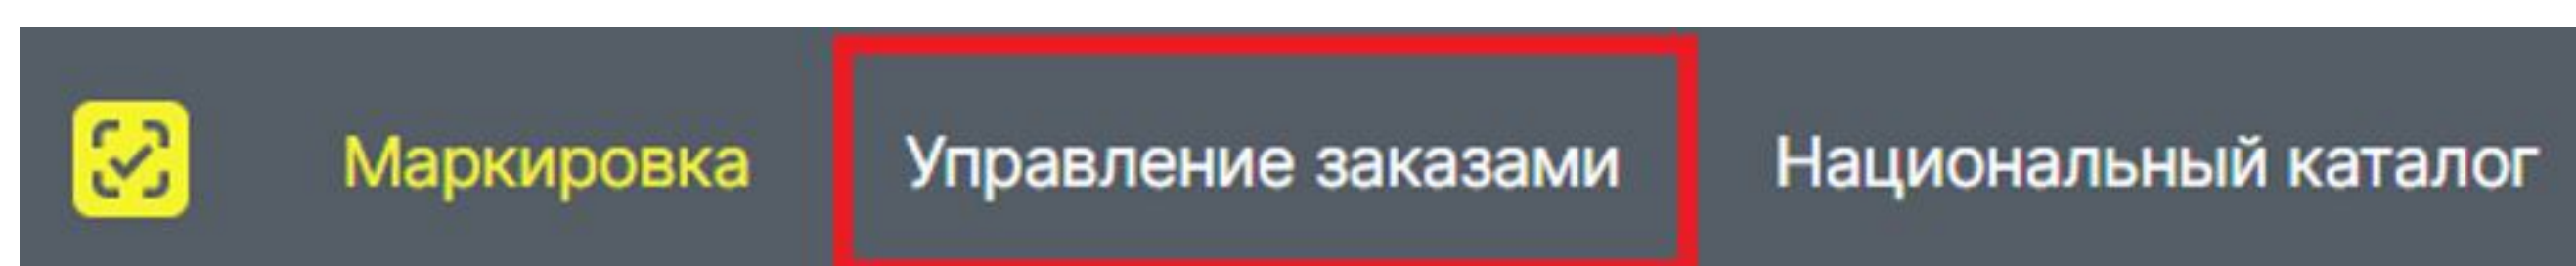 Маркировка Управление заказами Национальный каталог